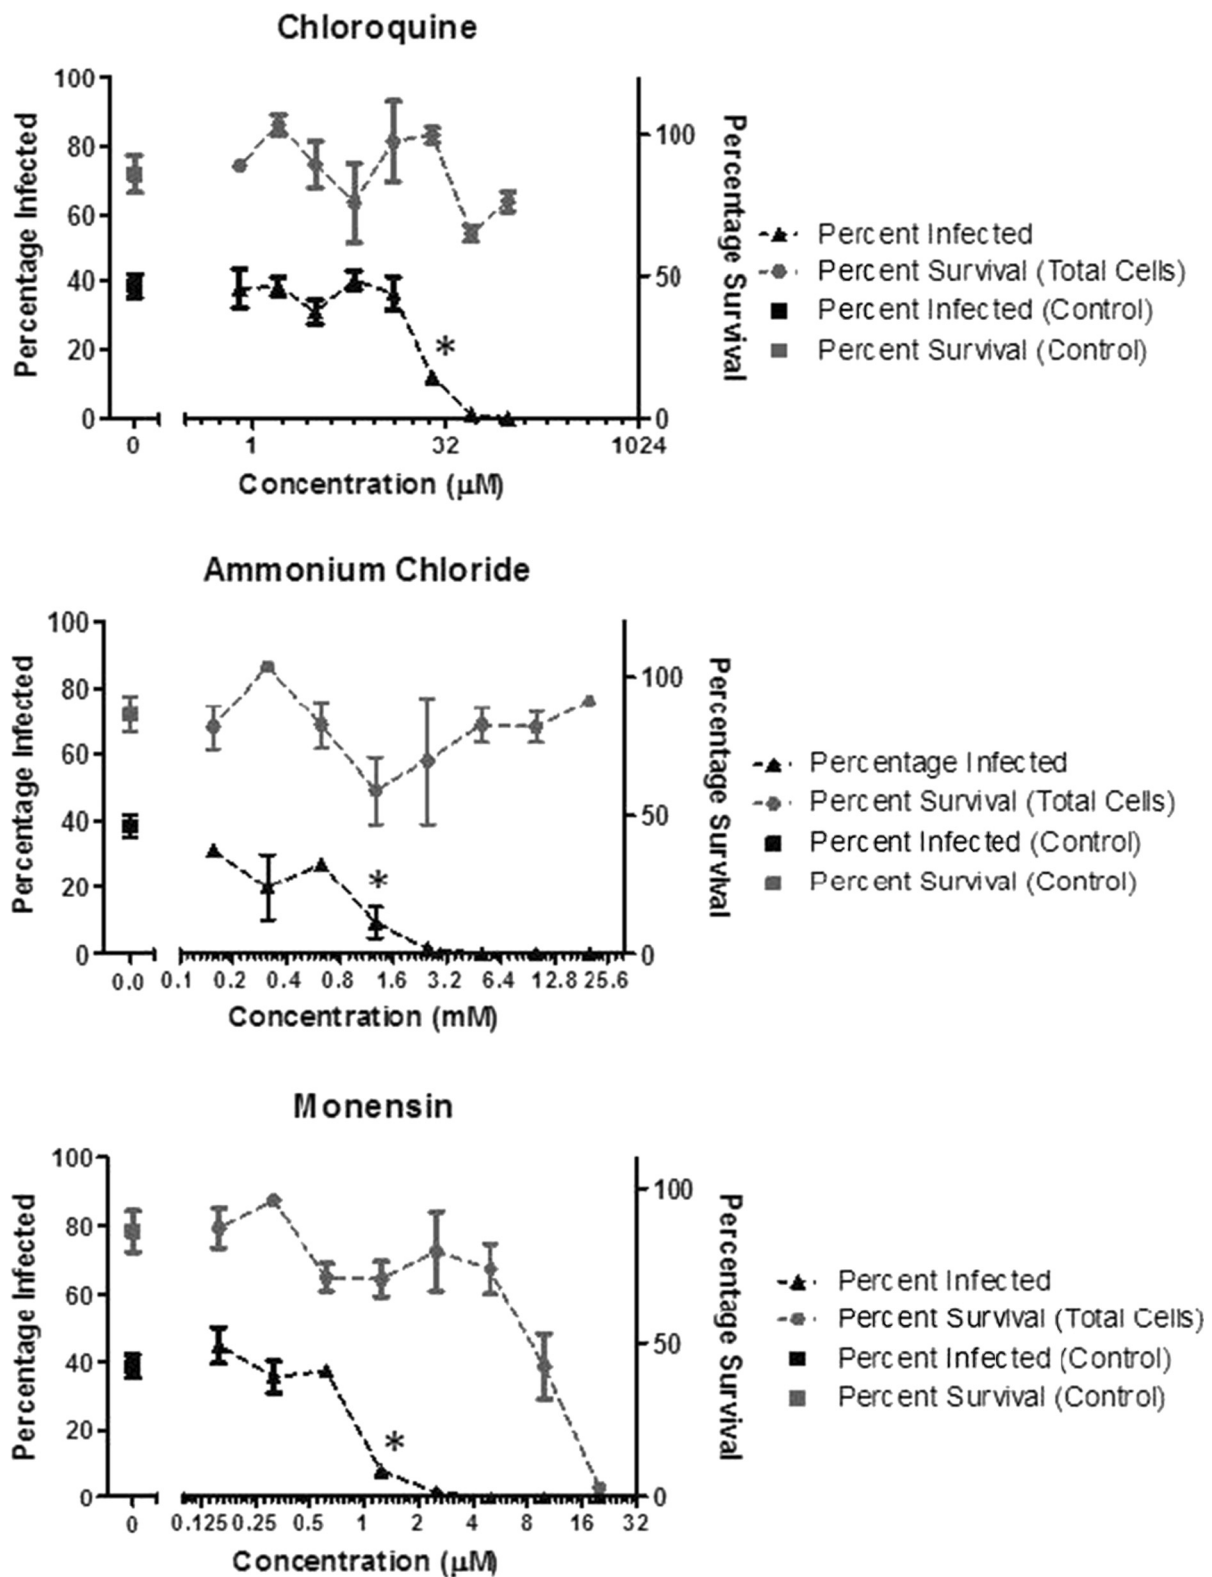 Chloroquine
100
80
60
40
20
0
Percentage Infected
100
50
0
Percentage Survival
0 1 32 1024
Concentration (μM)
Percent Infected
Percent Survival (Total Cells)
Percent Infected (Control)
Percent Survival (Control)
*
Ammonium Chloride
100
80
60
40
20
0
Percentage Infected
100
50
0
Percentage Survival
0.0 0.1 0.2 0.4 0.8 1.6 3.2 6.4 12.8 25.6
Concentration (mM)
Percentage Infected
Percent Survival (Total Cells)
Percent Infected (Control)
Percent Survival (Control)
*
Monensin
100
80
60
40
20
0
Percentage Infected
100
50
0
Percentage Survival
0 0.125 0.25 0.5 1 2 4 8 16 32
Concentration (μM)
Percent Infected
Percent Survival (Total Cells)
Percent Infected (Control)
Percent Survival (Control)
*